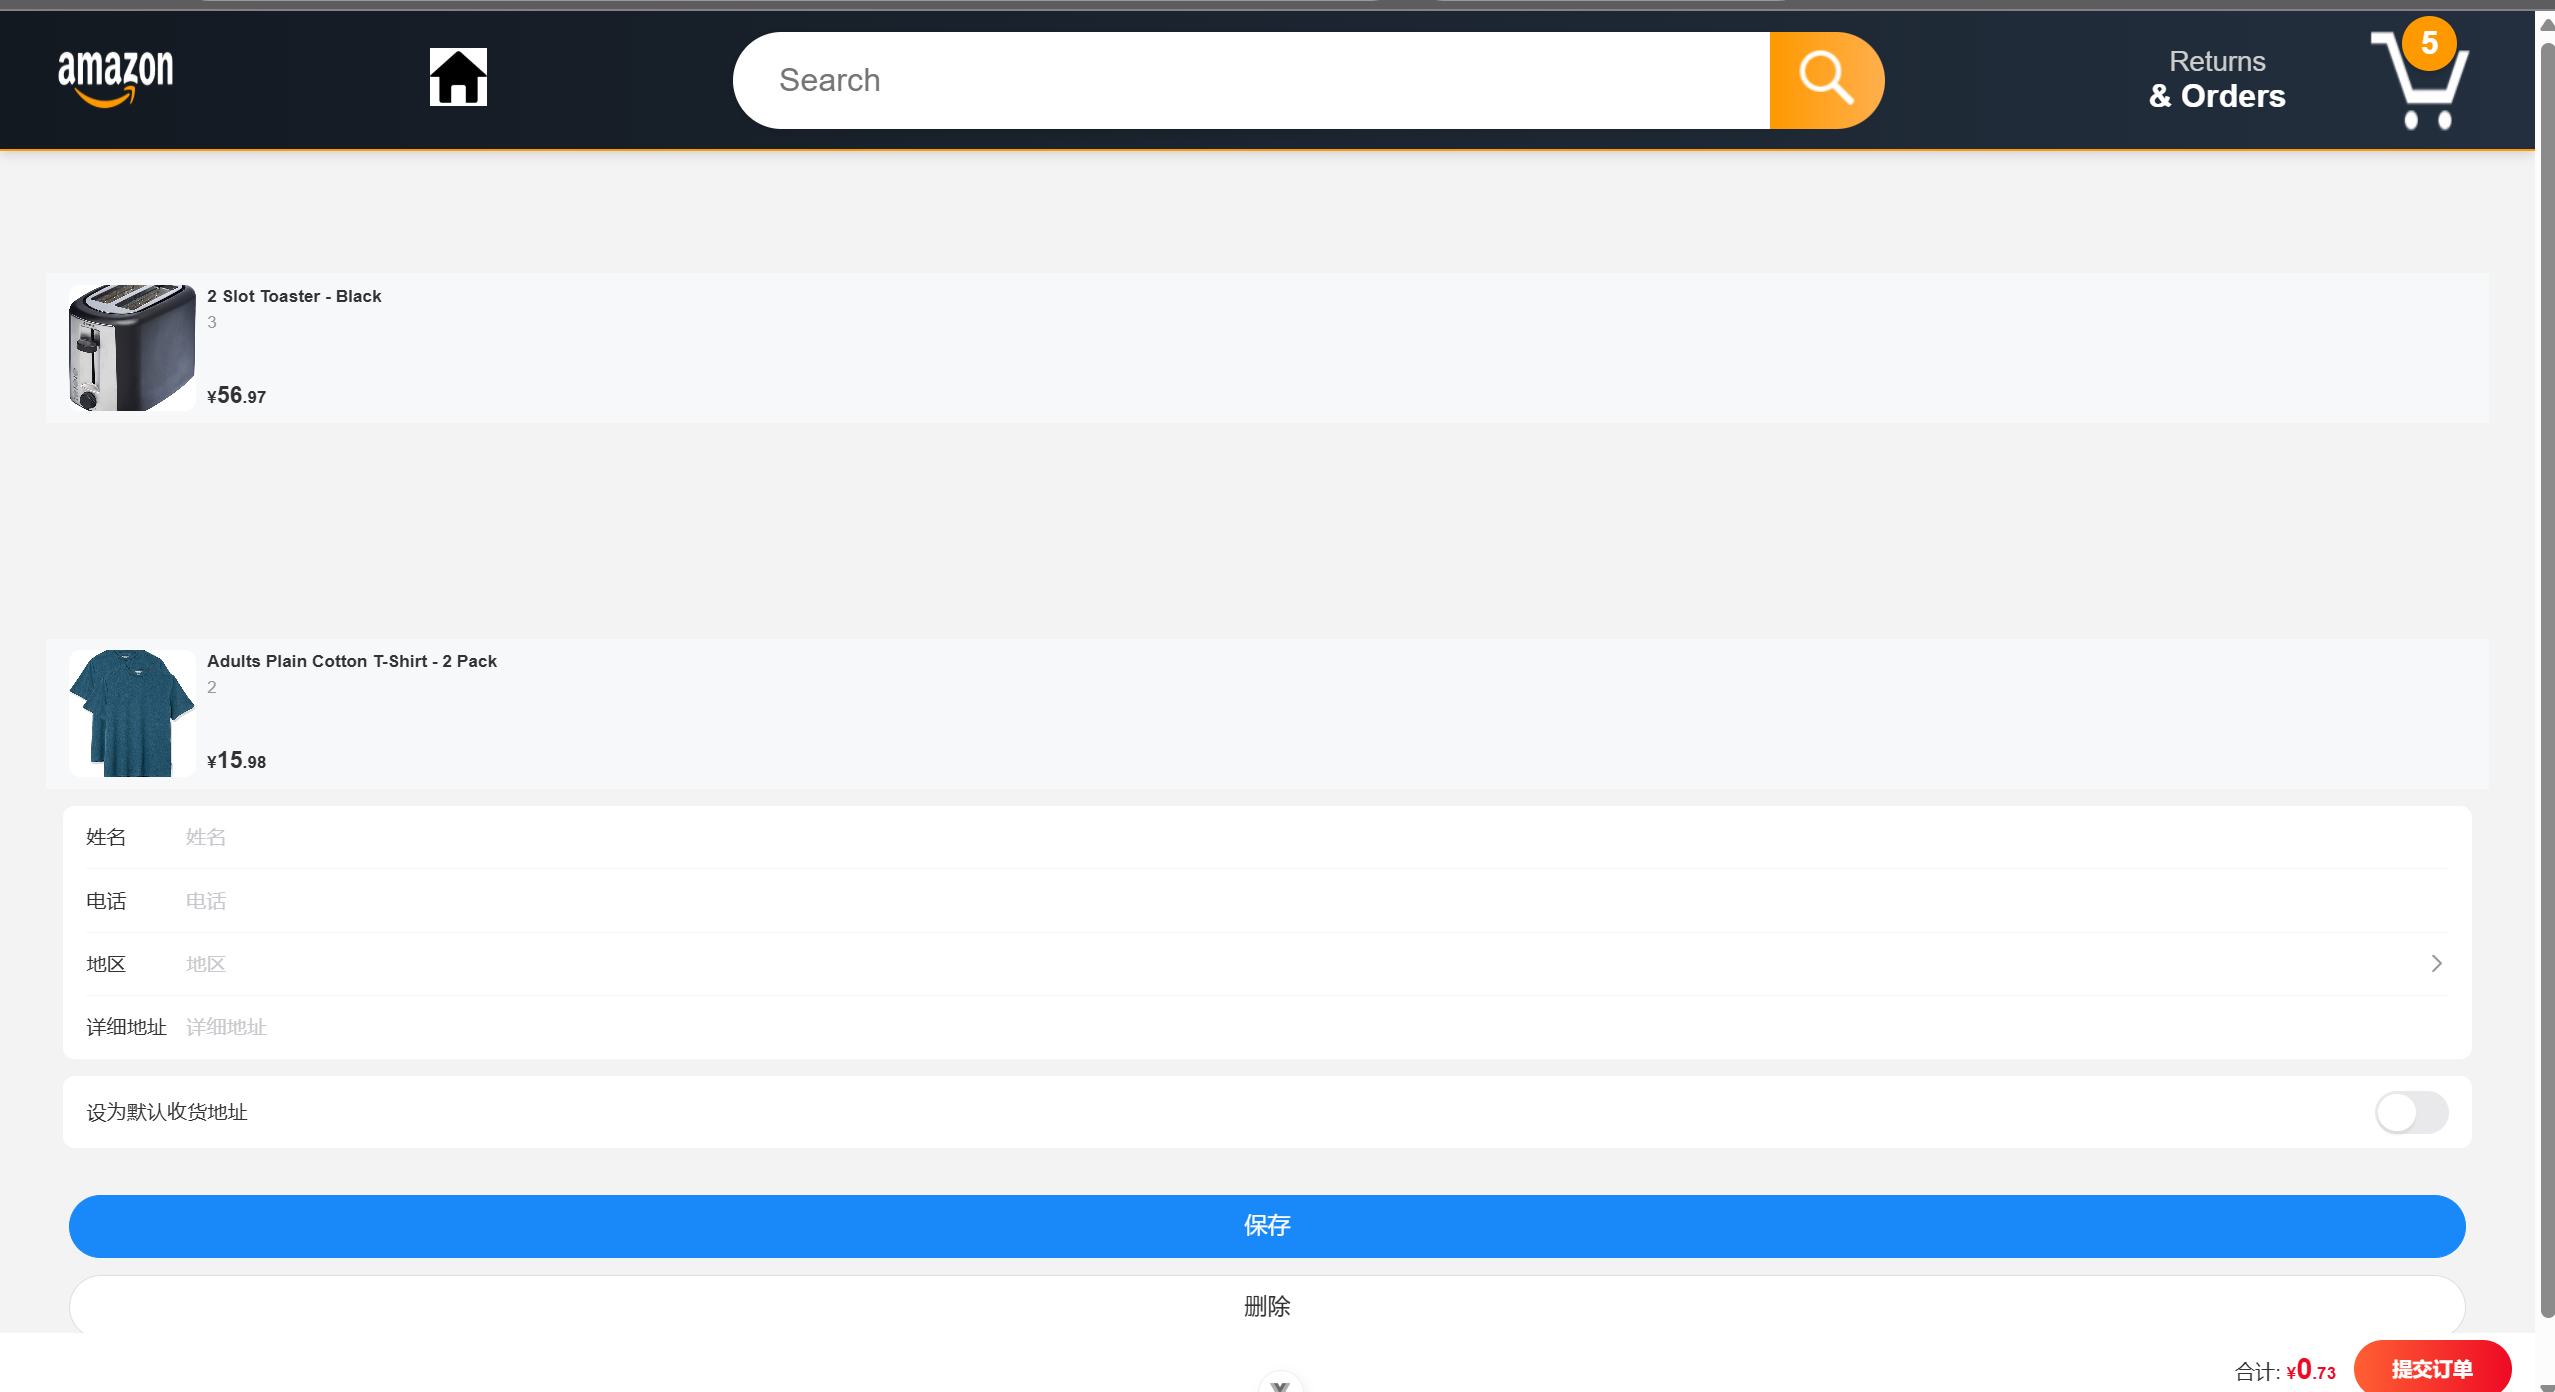 amazon
Search
Returns
& Orders
5
2 Slot Toaster - Black
3
¥56.97
Adults Plain Cotton T-Shirt - 2 Pack
2
¥15.98
姓名 姓名
电话 电话
地区 地区
详细地址 详细地址
设为默认收货地址
保存
删除
合计: ¥0.73 提交订单